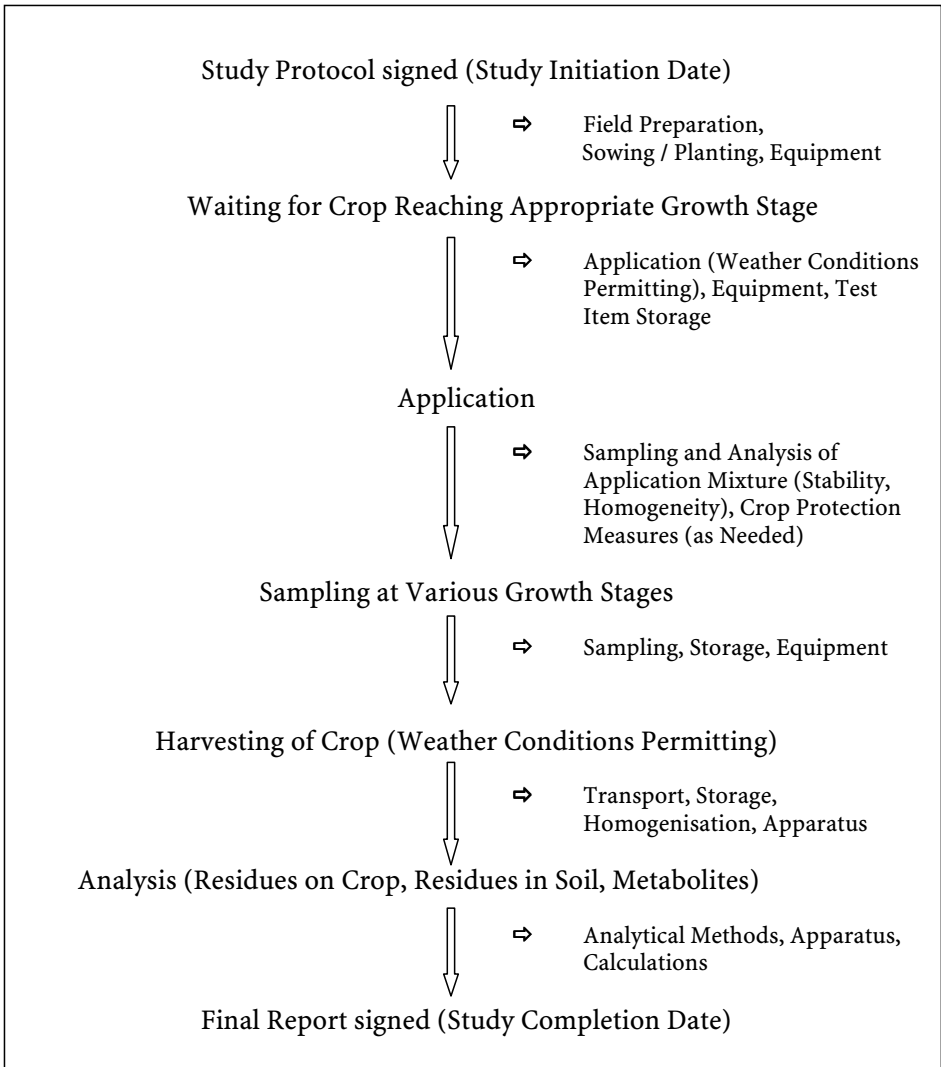 Study Protocol signed (Study Initiation Date)
Field Preparation,
Sowing / Planting, Equipment
Waiting for Crop Reaching Appropriate Growth Stage
Application (Weather Conditions
Permitting), Equipment, Test
Item Storage
Application
Sampling and Analysis of
Application Mixture (Stability,
Homogeneity), Crop Protection
Measures (as Needed)
Sampling at Various Growth Stages
Sampling, Storage, Equipment
Harvesting of Crop (Weather Conditions Permitting)
Transport, Storage,
Homogenisation, Apparatus
Analysis (Residues on Crop, Residues in Soil, Metabolites)
Analytical Methods, Apparatus,
Calculations
Final Report signed (Study Completion Date)